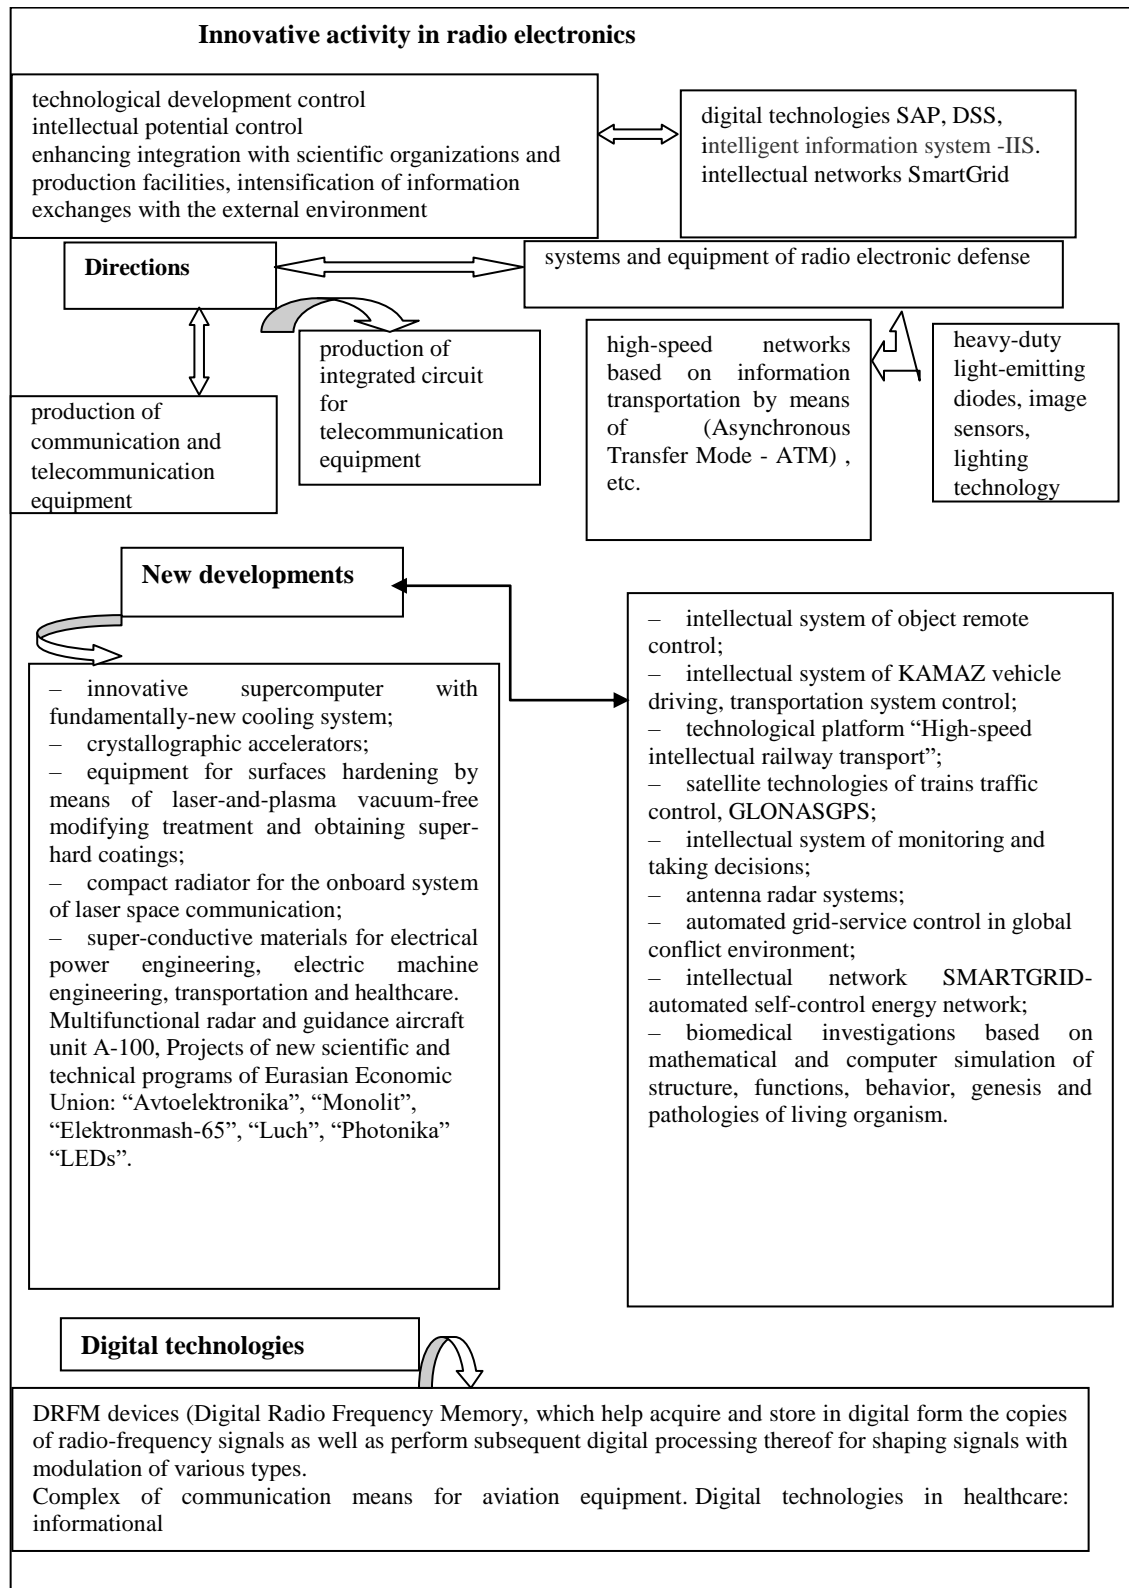 Innovative activity in radio electronics
technological development control
intellectual potential control
enhancing integration with scientific organizations and
production facilities, intensification of information
exchanges with the external environment
digital technologies SAP, DSS,
intelligent information system -IIS.
intellectual networks SmartGrid
Directions
systems and equipment of radio electronic defense
production of
communication and
telecommunication
equipment
production of
integrated circuit
for
telecommunication
equipment
high-speed networks
based on information
transportation by means
of (Asynchronous
Transfer Mode - ATM) ,
etc.
heavy-duty
light-emitting
diodes, image
sensors,
lighting
technology
New developments
– innovative supercomputer with
fundamentally-new cooling system;
– crystallographic accelerators;
– equipment for surfaces hardening by
means of laser-and-plasma vacuum-free
modifying treatment and obtaining super-
hard coatings;
– compact radiator for the onboard system
of laser space communication;
– super-conductive materials for electrical
power engineering, electric machine
engineering, transportation and healthcare.
Multifunctional radar and guidance aircraft
unit A-100, Projects of new scientific and
technical programs of Eurasian Economic
Union: “Avtoelektronika”, “Monolit”,
“Elektronmash-65”, “Luch”, “Photonika”
“LEDs”.
– intellectual system of object remote
control;
– intellectual system of KAMAZ vehicle
driving, transportation system control;
– technological platform “High-speed
intellectual railway transport”;
– satellite technologies of trains traffic
control, GLONASGPS;
– intellectual system of monitoring and
taking decisions;
– antenna radar systems;
– automated grid-service control in global
conflict environment;
– intellectual network SMARTGRID-
automated self-control energy network;
– biomedical investigations based on
mathematical and computer simulation of
structure, functions, behavior, genesis and
pathologies of living organism.
Digital technologies
DRFM devices (Digital Radio Frequency Memory, which help acquire and store in digital form the copies
of radio-frequency signals as well as perform subsequent digital processing thereof for shaping signals with
modulation of various types.
Complex of communication means for aviation equipment. Digital technologies in healthcare:
informational